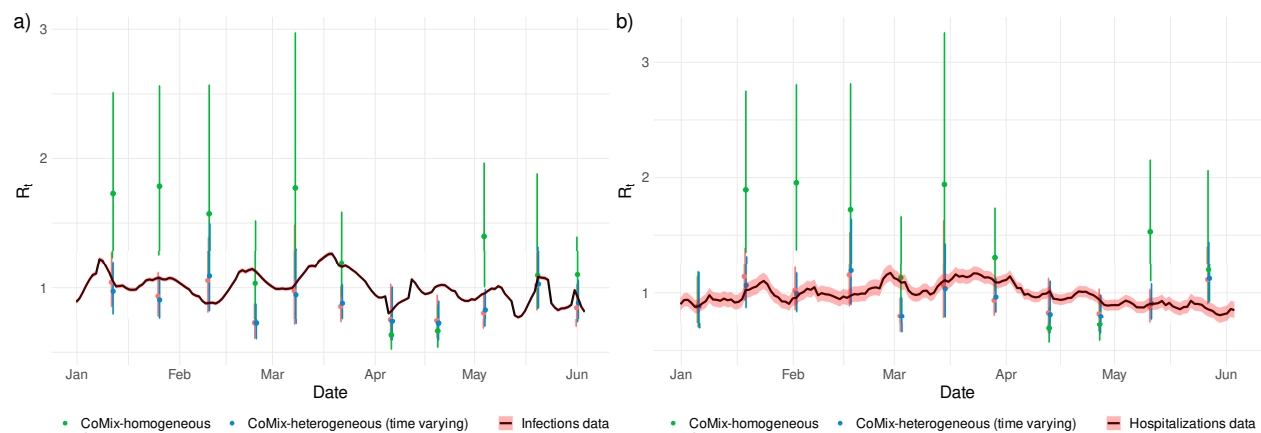 a)
3
2
1
R_t
Jan Feb Mar Apr May Jun
Date
CoMix-homogeneous CoMix-heterogeneous (time varying) Infections data
b)
3
2
1
R_t
Jan Feb Mar Apr May Jun
Date
CoMix-homogeneous CoMix-heterogeneous (time varying) Hospitalizations data